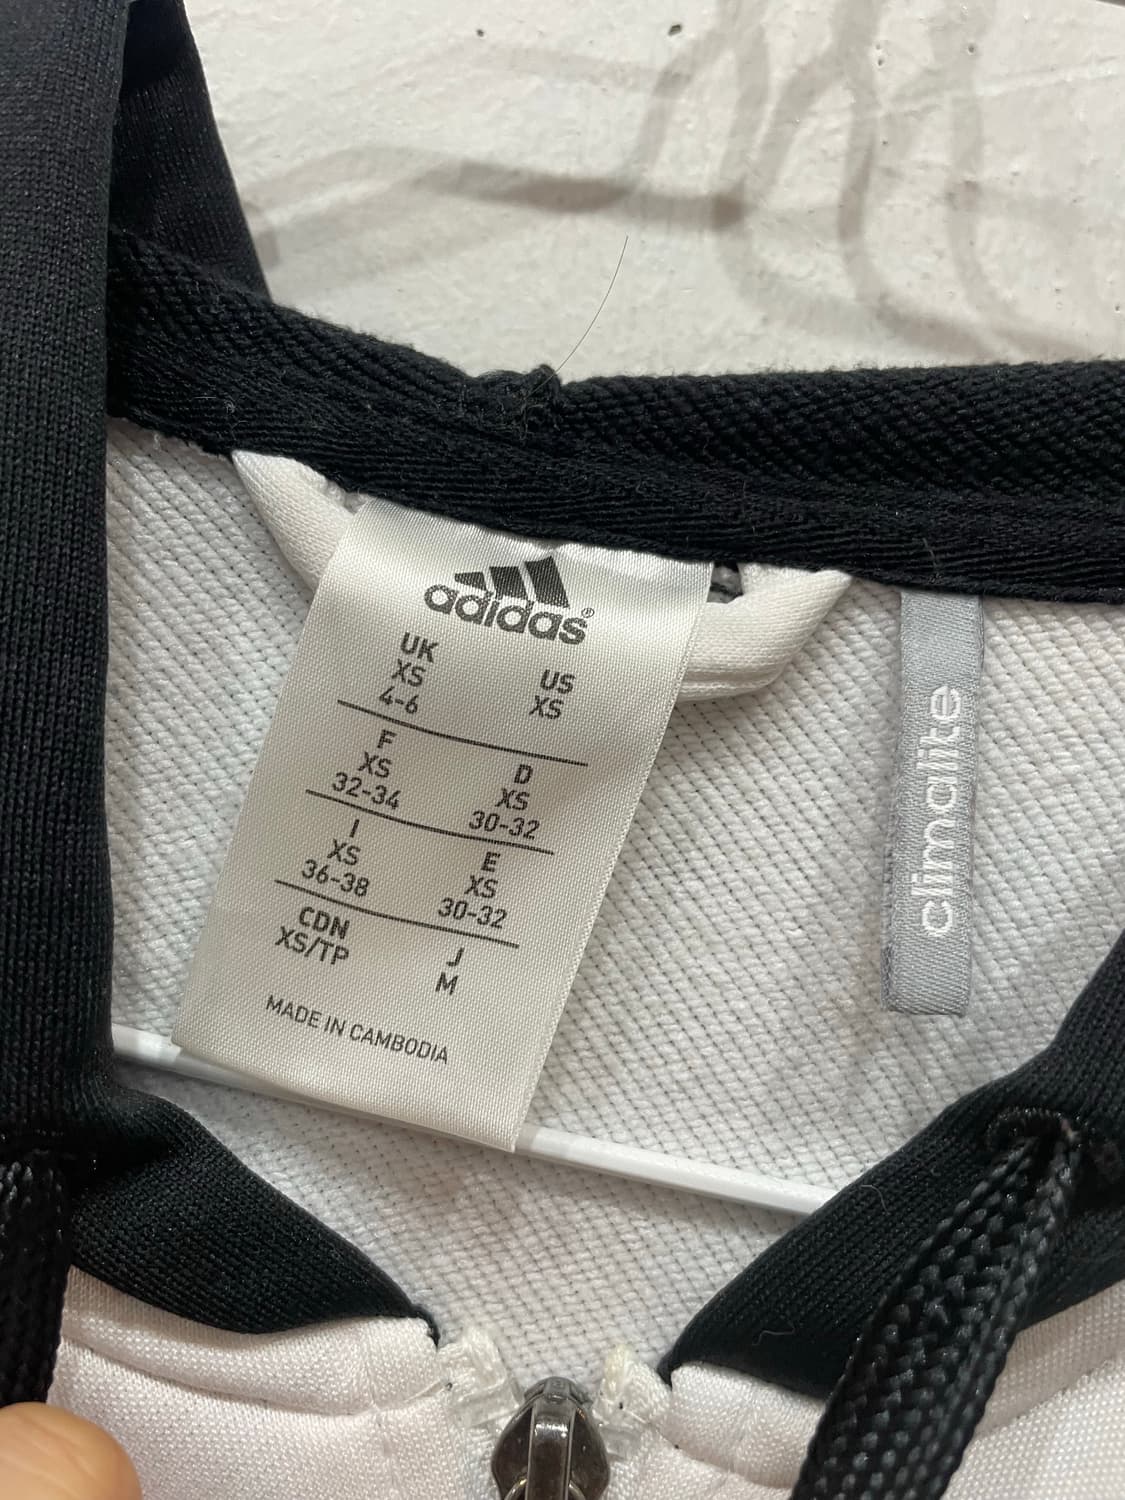 adidas®
UK
XS
4-6
US
XS
F
XS
32-34
D
XS
30-32
I
XS
36-38
E
XS
30-32
CDN
XS/TP
J
M
MADE IN CAMBODIA
climalite